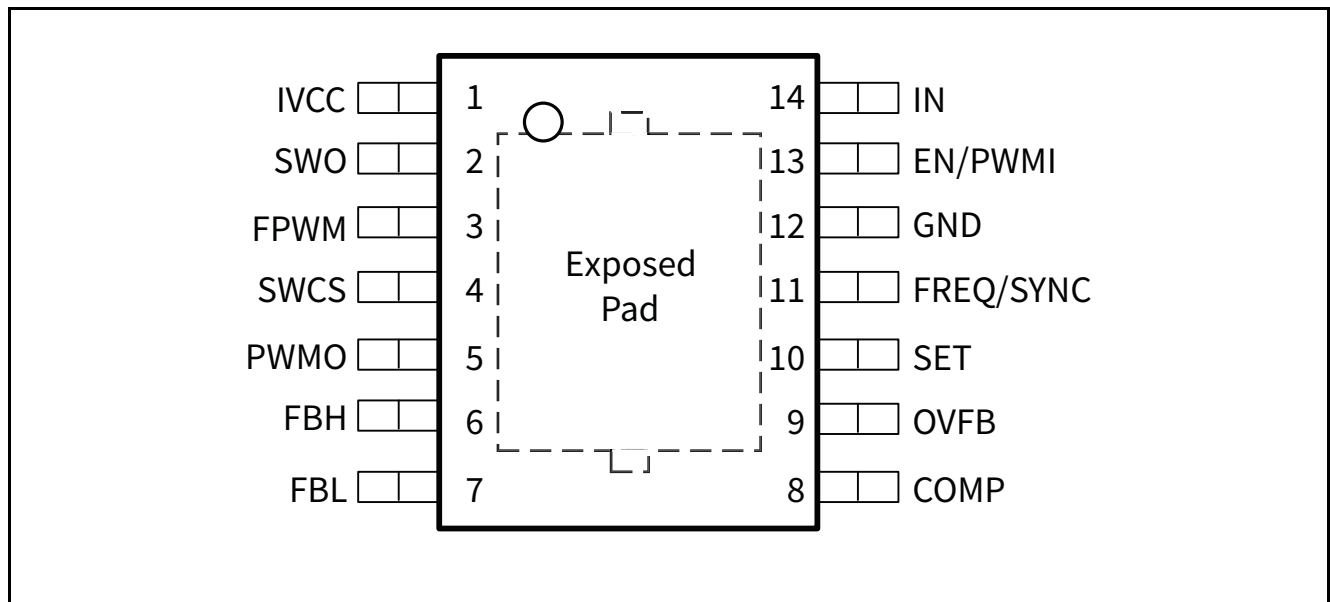 IVCC 1 14 IN
SWO 2 13 EN/PWMI
FPWM 3 12 GND
SWCS 4 11 FREQ/SYNC
Exposed
Pad
PWMO 5 10 SET
FBH 6 9 OVFB
FBL 7 8 COMP